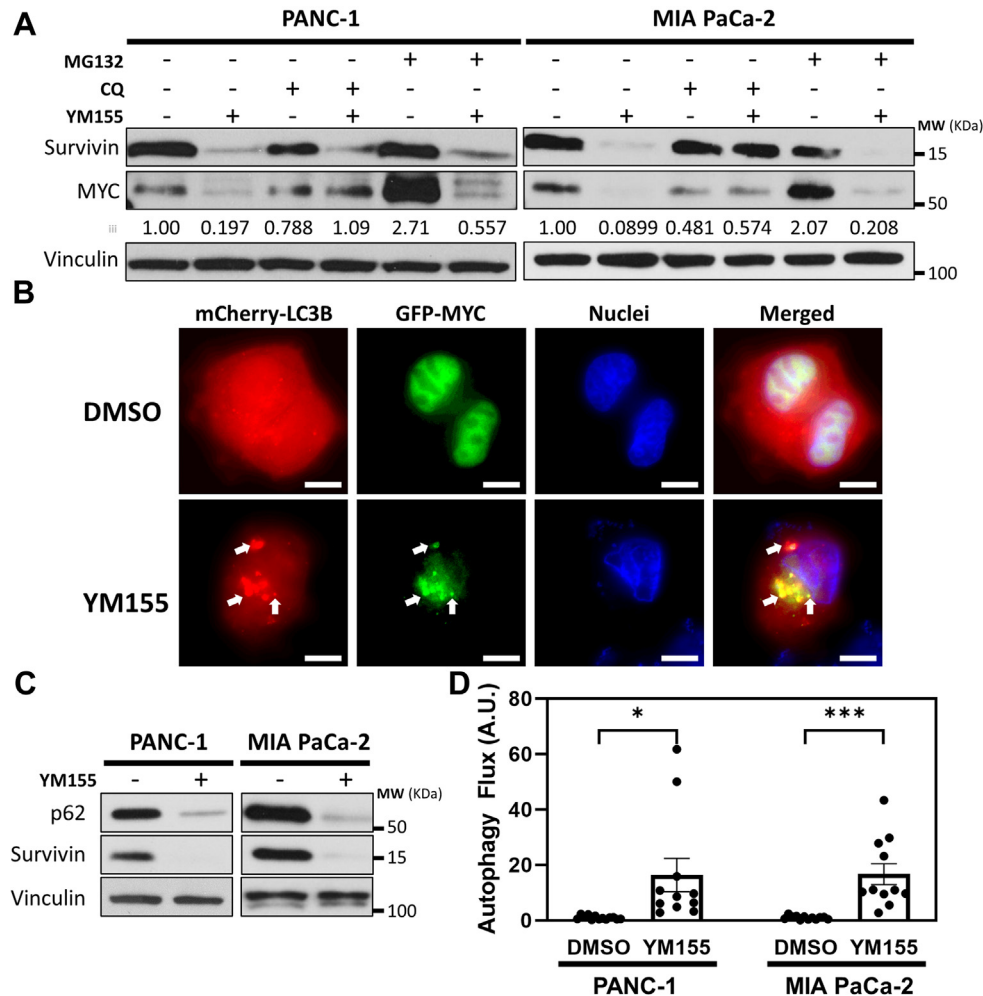 A
PANC-1 MIA PaCa-2
MG132 - - - - + + - - - - + +
CQ - - + + - - - - + + - -
YM155 - + - + - + - + - + - +
MW (KDa)
Survivin 15
MYC 50
iii 1.00 0.197 0.788 1.09 2.71 0.557 1.00 0.0899 0.481 0.574 2.07 0.208
Vinculin 100
B
mCherry-LC3B GFP-MYC Nuclei Merged
DMSO
YM155
C
PANC-1 MIA PaCa-2
YM155 - + - +
MW (KDa)
p62 50
Survivin 15
Vinculin 100
D
Autophagy Flux (A.U.)
80
60
40
20
0
* ***
DMSO YM155 DMSO YM155
PANC-1 MIA PaCa-2